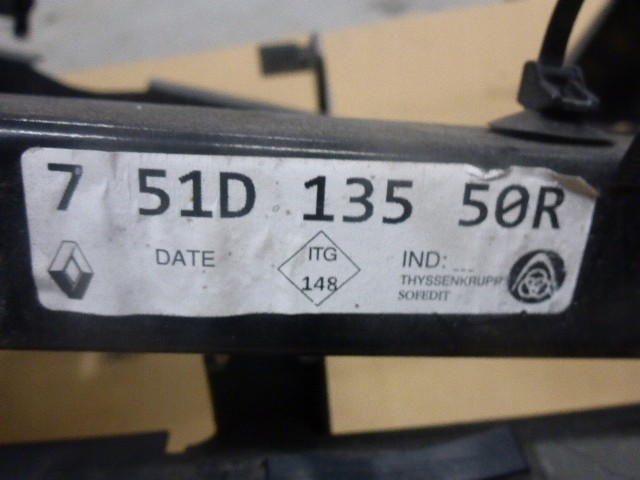 7 51D 135 50R
DATE
ITG
148
IND: ...
THYSSENKRUPP
SOFEDIT